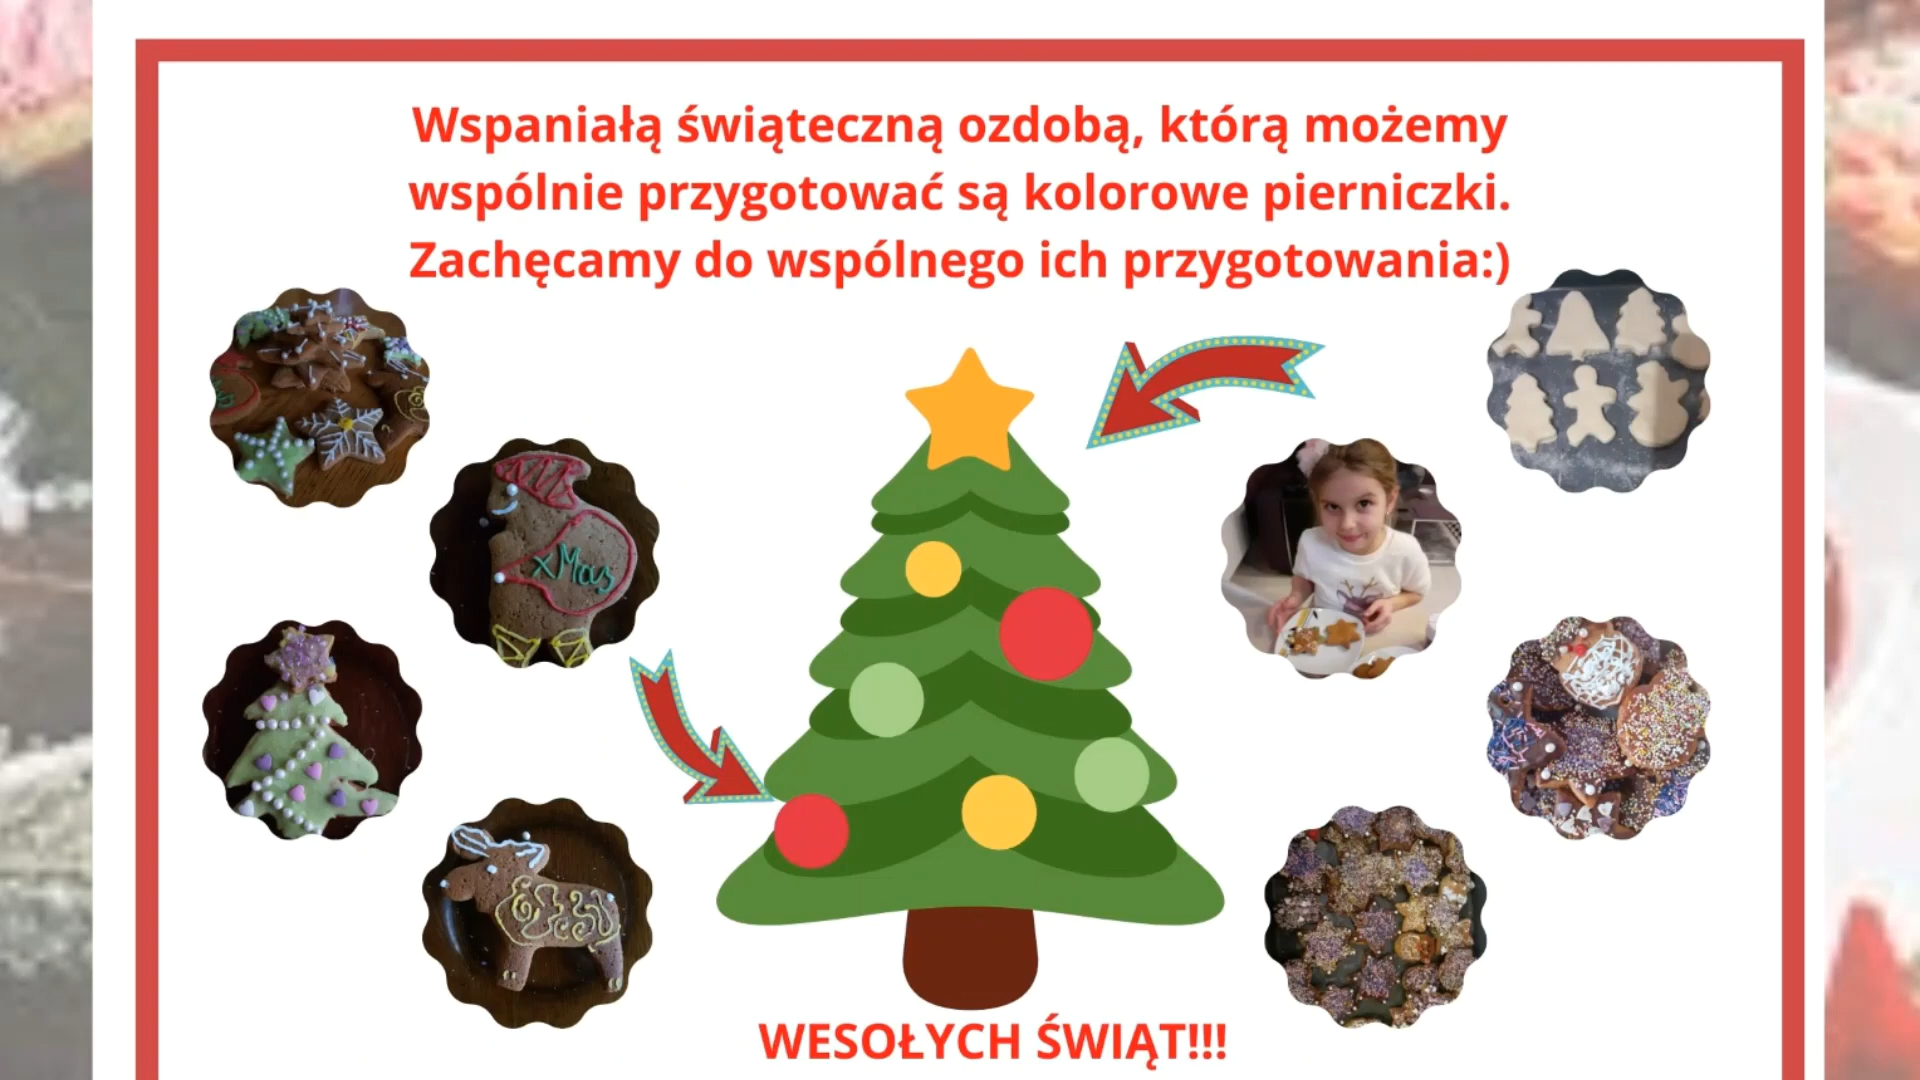 Wspaniałą świąteczną ozdobą, którą możemy
wspólnie przygotować są kolorowe pierniczki.
Zachęcamy do wspólnego ich przygotowania:)
xMas
WESOŁYCH ŚWIĄT!!!